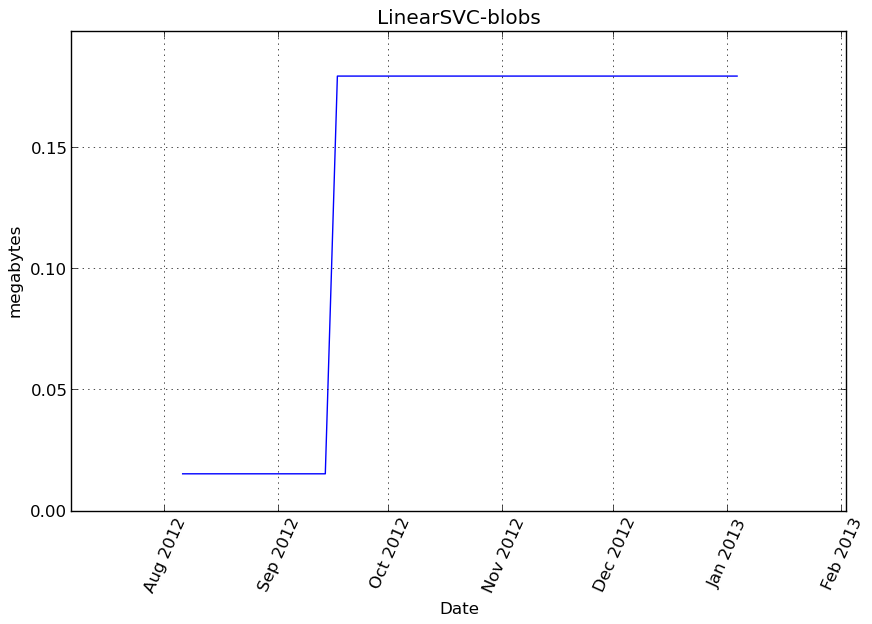 LinearSVC-blobs
megabytes
0.15
0.10
0.05
0.00
Aug 2012
Sep 2012
Oct 2012
Nov 2012
Dec 2012
Jan 2013
Feb 2013
Date